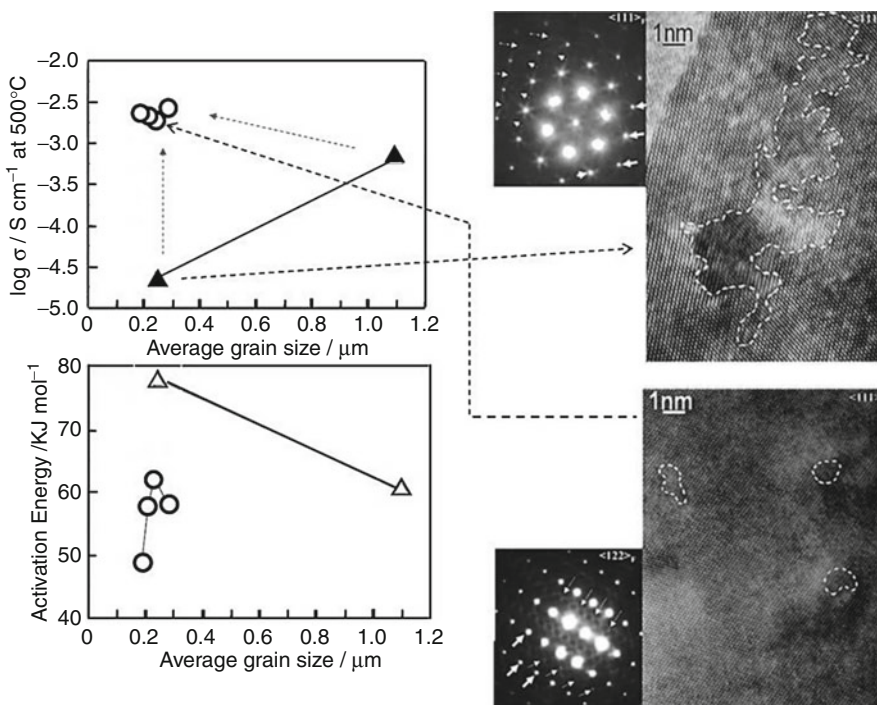 −2.0
−2.5
−3.0
−3.5
−4.0
−4.5
−5.0
log σ / S cm⁻¹ at 500°C
0 0.2 0.4 0.6 0.8 1.0 1.2
Average grain size / μm
80
70
60
50
40
Activation Energy /KJ mol⁻¹
0 0.2 0.4 0.6 0.8 1.0 1.2
Average grain size / μm
<111>F
1nm
1nm
<122>F